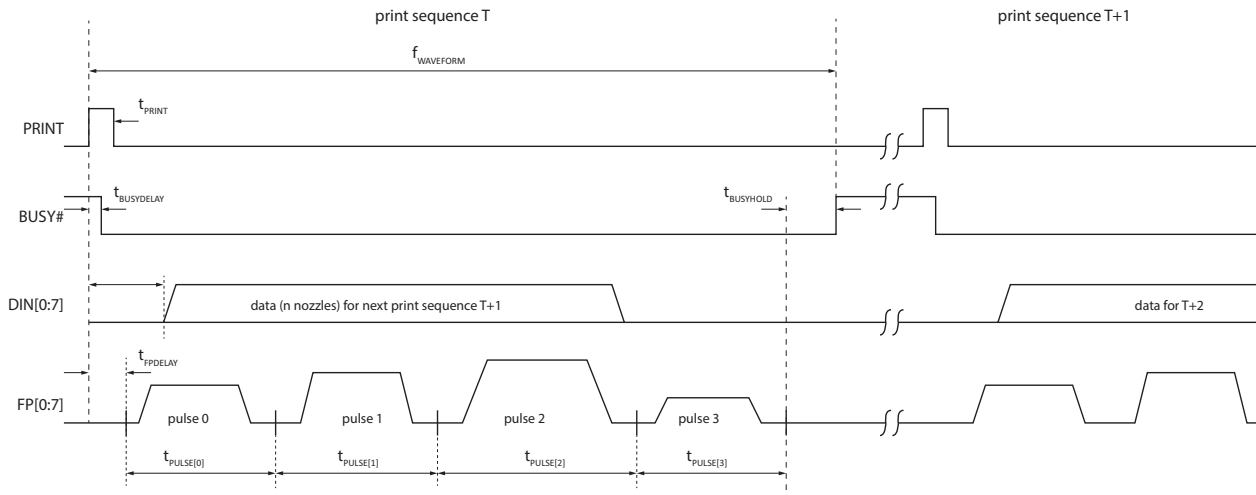 print sequence T
print sequence T+1
fWAVEFORM
tPRINT
PRINT
tBUSYDELAY
tBUSYHOLD
BUSY#
DIN[0:7]
data (n nozzles) for next print sequence T+1
data for T+2
tFPDELAY
FP[0:7]
pulse 0
pulse 1
pulse 2
pulse 3
tPULSE[0]
tPULSE[1]
tPULSE[2]
tPULSE[3]